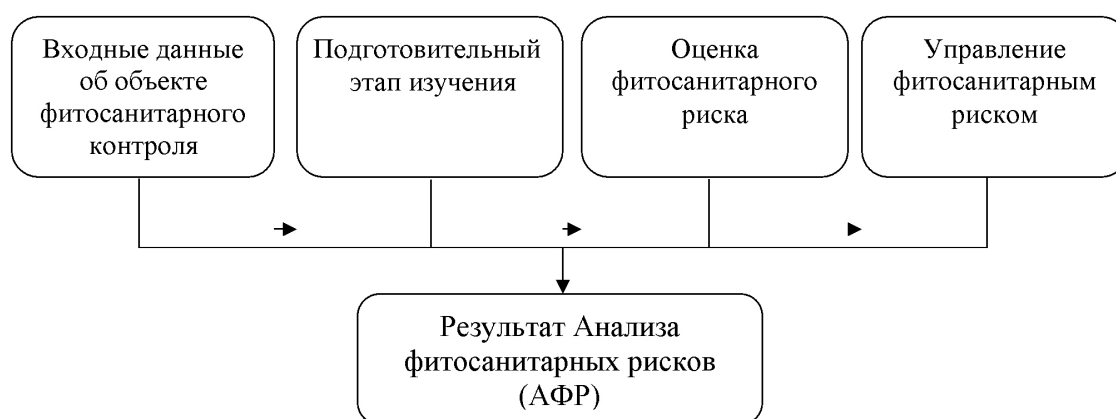 Входные данные
об объекте
фитосанитарного
контроля
Подготовительный
этап изучения
Оценка
фитосанитарного
риска
Управление
фитосанитарным
риском
Результат Анализа
фитосанитарных рисков
(АФР)